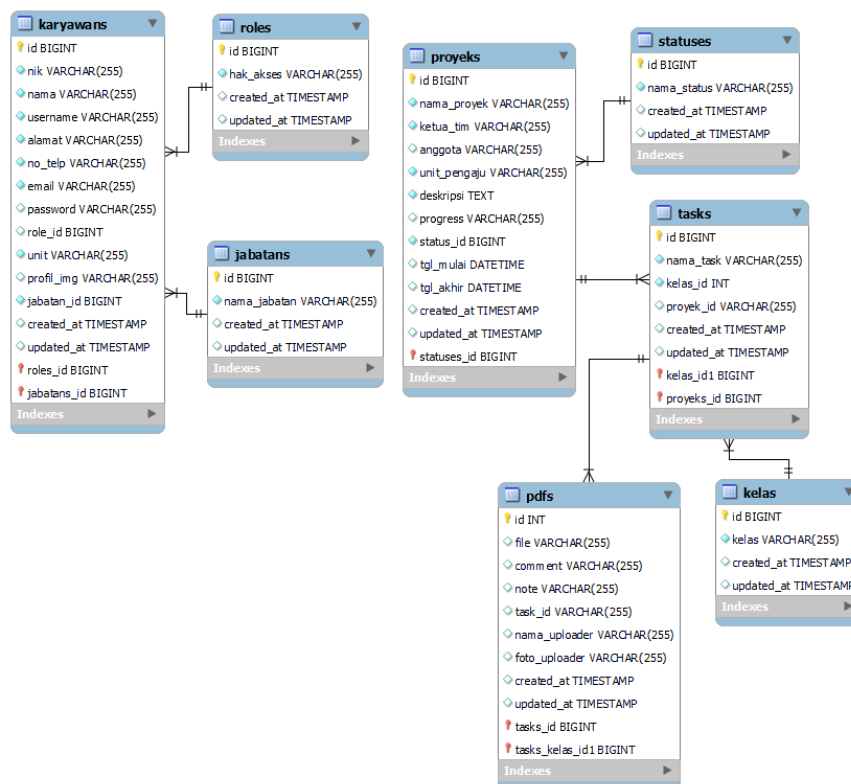 karyawans
id BIGINT
nik VARCHAR(255)
nama VARCHAR(255)
username VARCHAR(255)
alamat VARCHAR(255)
no_telp VARCHAR(255)
email VARCHAR(255)
password VARCHAR(255)
role_id BIGINT
unit VARCHAR(255)
profil_img VARCHAR(255)
jabatan_id BIGINT
created_at TIMESTAMP
updated_at TIMESTAMP
roles_id BIGINT
jabatans_id BIGINT
Indexes
roles
id BIGINT
hak_akses VARCHAR(255)
created_at TIMESTAMP
updated_at TIMESTAMP
Indexes
jabatans
id BIGINT
nama_jabatan VARCHAR(255)
created_at TIMESTAMP
updated_at TIMESTAMP
Indexes
proyeks
id BIGINT
nama_proyek VARCHAR(255)
ketua_tim VARCHAR(255)
anggota VARCHAR(255)
unit_pengaju VARCHAR(255)
deskripsi TEXT
progress VARCHAR(255)
status_id BIGINT
tgl_mulai DATETIME
tgl_akhir DATETIME
created_at TIMESTAMP
updated_at TIMESTAMP
statuses_id BIGINT
Indexes
statuses
id BIGINT
nama_status VARCHAR(255)
created_at TIMESTAMP
updated_at TIMESTAMP
Indexes
tasks
id BIGINT
nama_task VARCHAR(255)
kelas_id INT
proyek_id VARCHAR(255)
created_at TIMESTAMP
updated_at TIMESTAMP
kelas_id1 BIGINT
proyeks_id BIGINT
Indexes
pdfs
id INT
file VARCHAR(255)
comment VARCHAR(255)
note VARCHAR(255)
task_id VARCHAR(255)
nama_uploader VARCHAR(255)
foto_uploader VARCHAR(255)
created_at TIMESTAMP
updated_at TIMESTAMP
tasks_id BIGINT
tasks_kelas_id1 BIGINT
Indexes
kelas
id BIGINT
kelas VARCHAR(255)
created_at TIMESTAMP
updated_at TIMESTAMP
Indexes